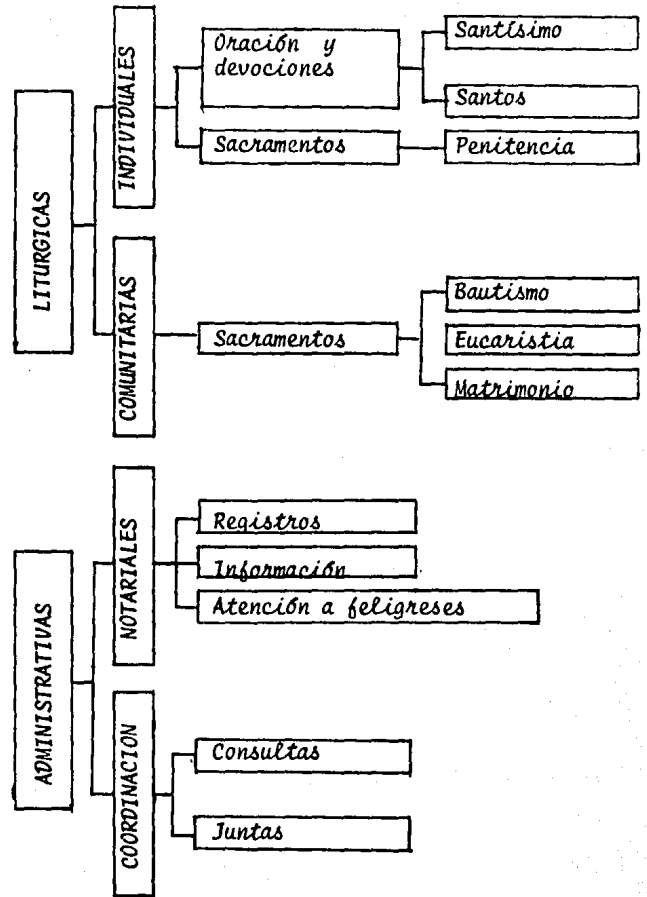 LITURGICAS
INDIVIDUALES
Oración y
devociones
Santísimo
Santos
Sacramentos
Penitencia
COMUNITARIAS
Sacramentos
Bautismo
Eucaristia
Matrimonio
ADMINISTRATIVAS
NOTARIALES
Registros
Información
Atención a feligreses
COORDINACION
Consultas
Juntas